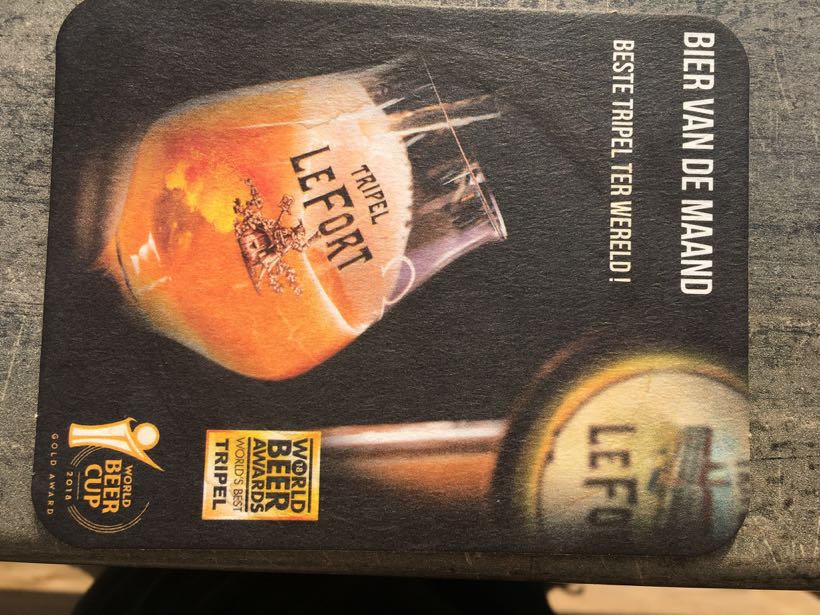 BIER VAN DE MAAND
BESTE TRIPEL TER WERELD!
TRIPEL
LEFORT
LEFO
WORLD
18
BEER
AWARDS
WORLD'S BEST
TRIPEL
WORLD
BEER
CUP
2018
GOLD AWARD